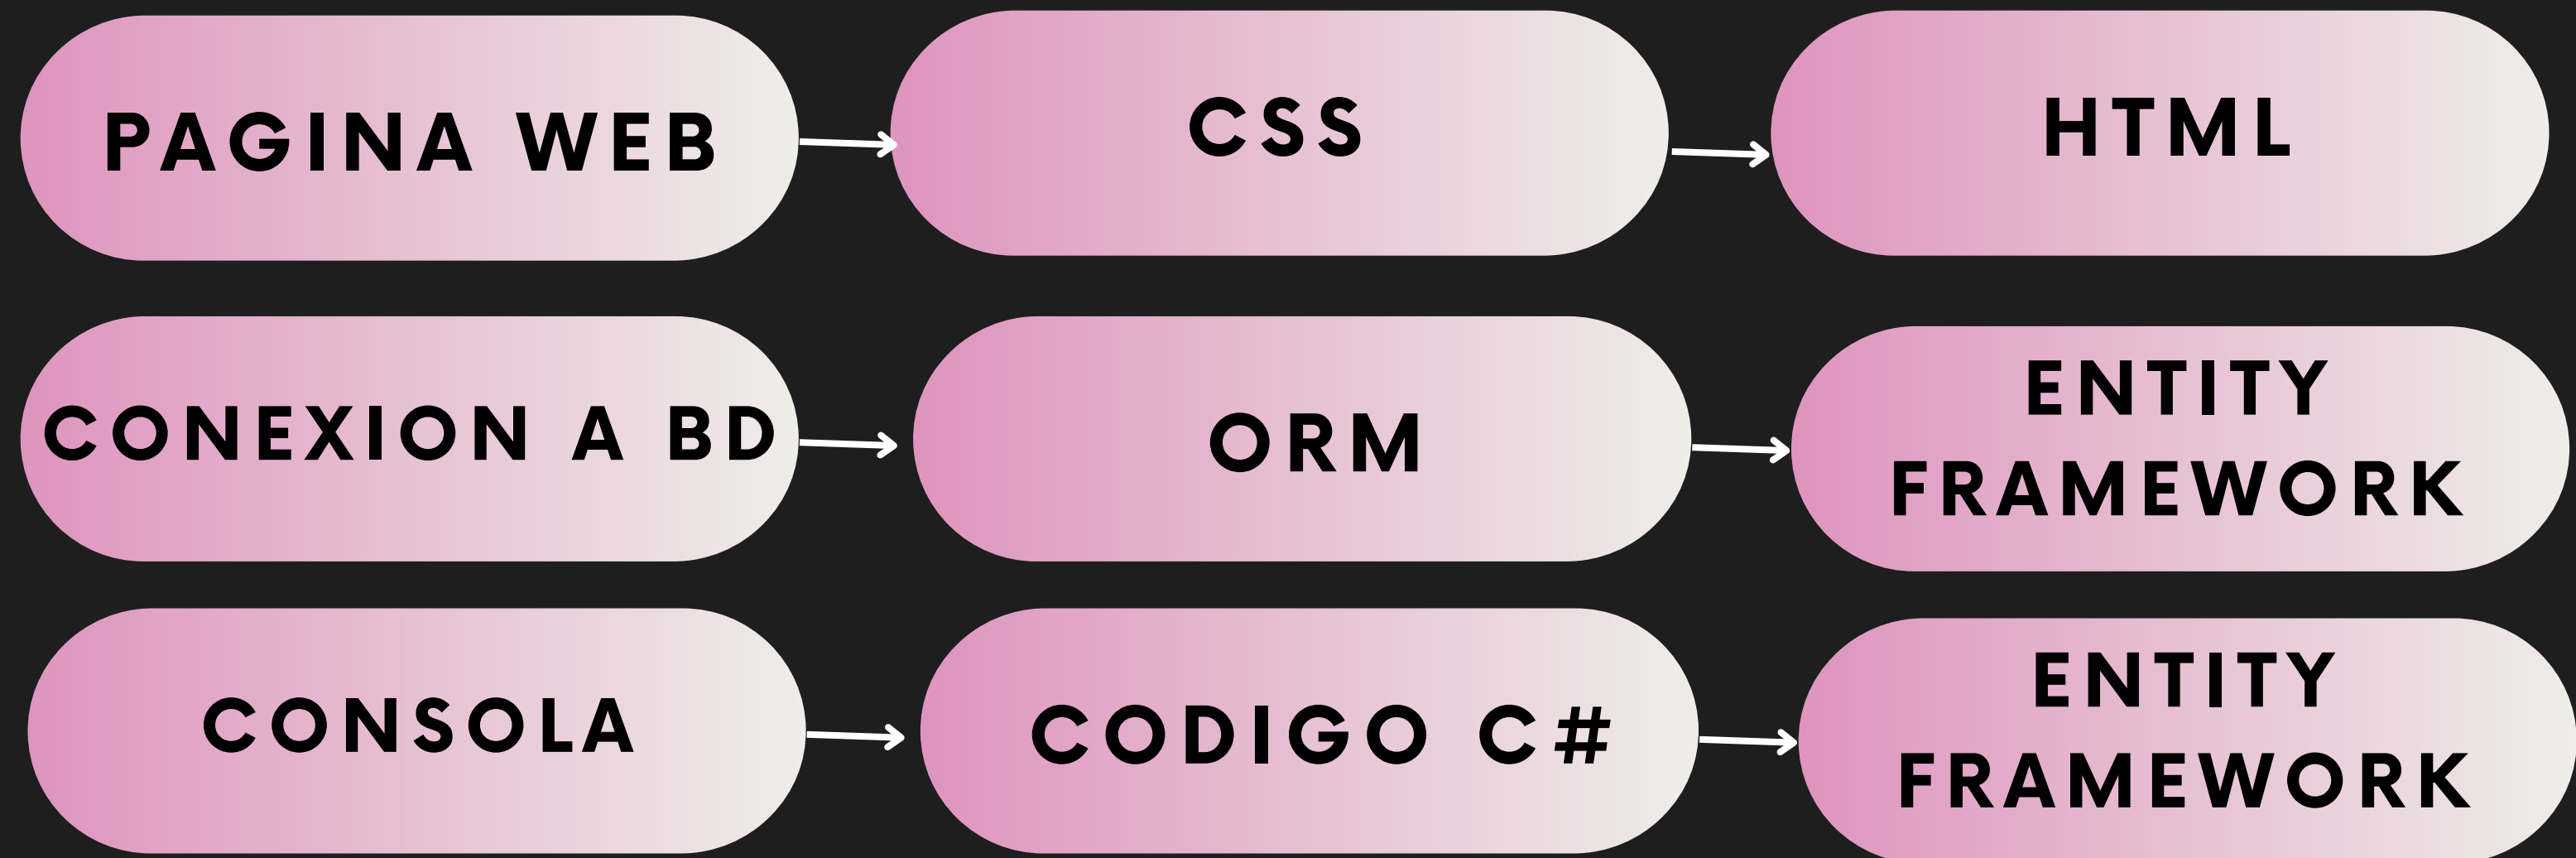 PAGINA WEB
CSS
HTML
CONEXION A BD
ORM
ENTITY
FRAMEWORK
CONSOLA
CODIGO C#
ENTITY
FRAMEWORK